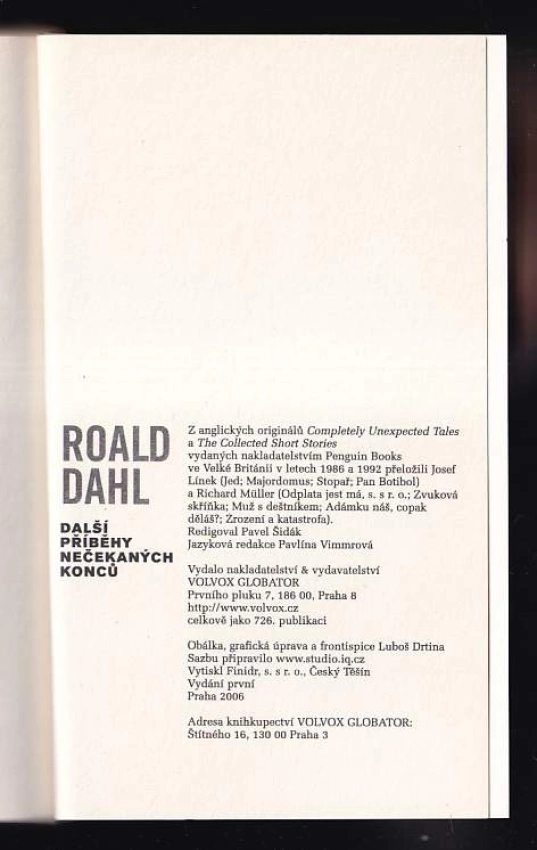 ROALD
DAHL
DALŠÍ
PŘÍBĚHY
NEČEKANÝCH
KONCŮ
Z anglických originálů Completely Unexpected Tales
a The Collected Short Stories
vydaných nakladatelstvím Penguin Books
ve Velké Británii v letech 1986 a 1992 přeložili Josef
Línek (Jed; Majordomus; Stopař; Pan Botibol)
a Richard Müller (Odplata jest má, s. s r. o.; Zvuková
skříňka; Muž s deštníkem; Adámku náš, copak
děláš?; Zrození a katastrofa).
Redigoval Pavel Šidák
Jazyková redakce Pavlína Vimmrová
Vydalo nakladatelství & vydavatelství
VOLVOX GLOBATOR
Prvního pluku 7, 186 00, Praha 8
http://www.volvox.cz
celkově jako 726. publikaci
Obálka, grafická úprava a frontispice Luboš Drtina
Sazbu připravilo www.studio.iq.cz
Vytiskl Finidr, s. s r. o., Český Těšín
Vydání první
Praha 2006
Adresa knihkupectví VOLVOX GLOBATOR:
Štítného 16, 130 00 Praha 3